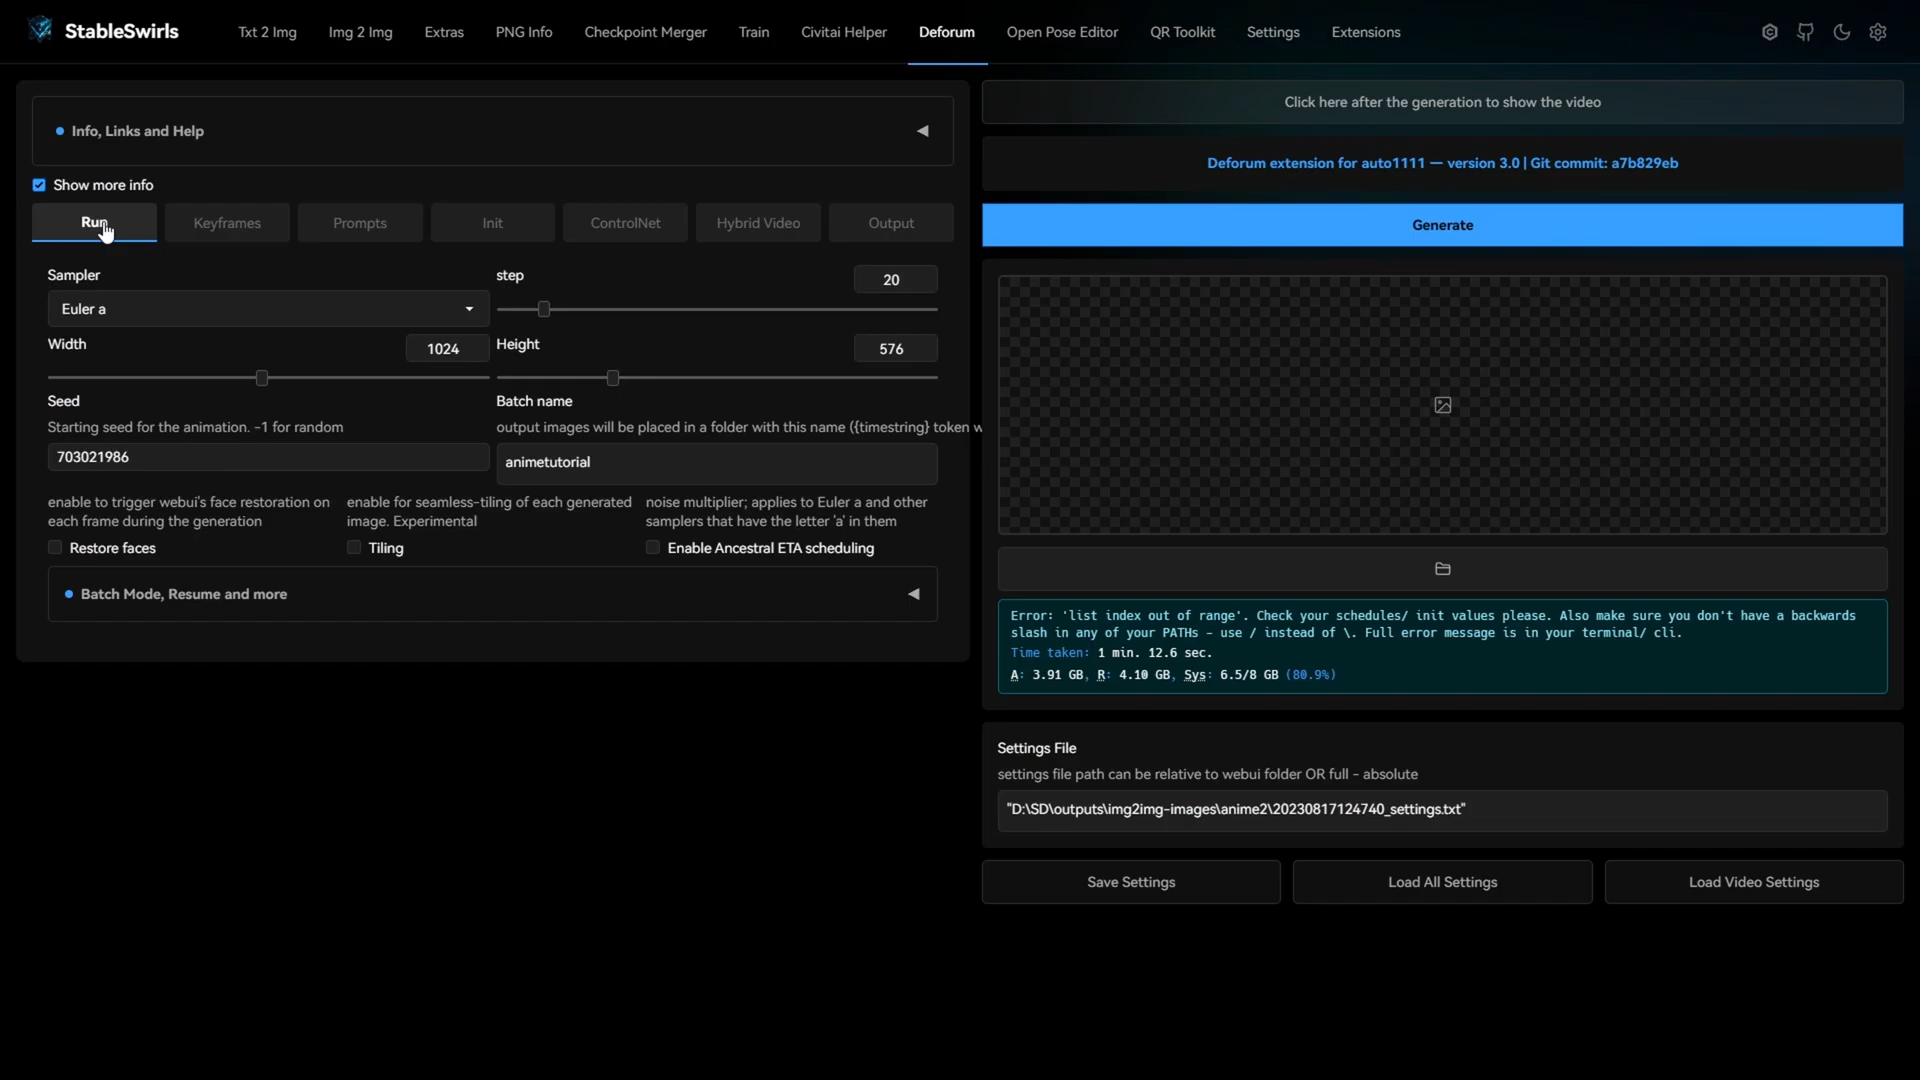 StableSwirls
Txt 2 Img
Img 2 Img
Extras
PNG Info
Checkpoint Merger
Train
Civitai Helper
Deforum
Open Pose Editor
QR Toolkit
Settings
Extensions
Info, Links and Help
Show more info
Run
Keyframes
Prompts
Init
ControlNet
Hybrid Video
Output
Sampler
Euler a
step
20
Width
1024
Height
576
Seed
Starting seed for the animation. -1 for random
703021986
Batch name
output images will be placed in a folder with this name ({timestring} token w
animetutorial
enable to trigger webui's face restoration on
each frame during the generation
Restore faces
enable for seamless-tiling of each generated
image. Experimental
Tiling
noise multiplier; applies to Euler a and other
samplers that have the letter 'a' in them
Enable Ancestral ETA scheduling
Batch Mode, Resume and more
Click here after the generation to show the video
Deforum extension for auto1111 — version 3.0 | Git commit: a7b829eb
Generate
Error: 'list index out of range'. Check your schedules/ init values please. Also make sure you don't have a backwards
slash in any of your PATHs - use / instead of \. Full error message is in your terminal/ cli.
Time taken: 1 min. 12.6 sec.
A: 3.91 GB, R: 4.10 GB, Sys: 6.5/8 GB (80.9%)
Settings File
settings file path can be relative to webui folder OR full - absolute
"D:\SD\outputs\img2img-images\anime2\20230817124740_settings.txt"
Save Settings
Load All Settings
Load Video Settings